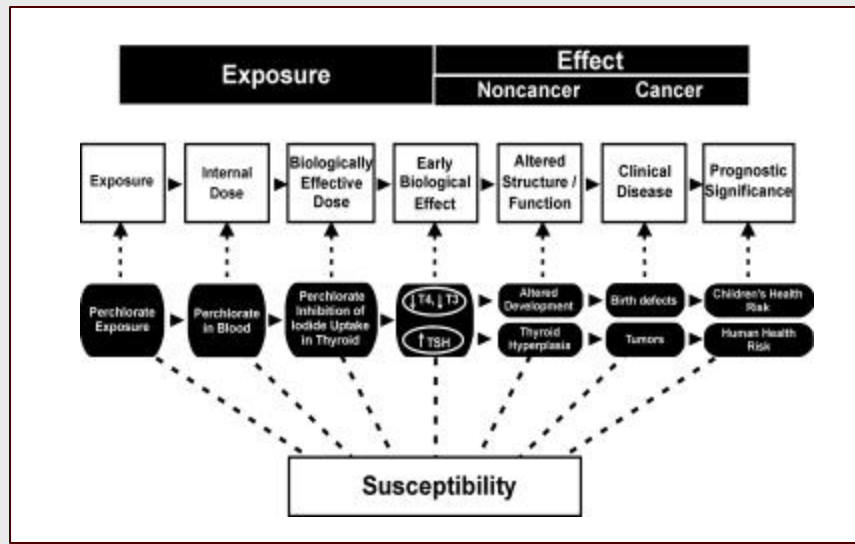 Exposure
Effect
Noncancer Cancer
Exposure
Internal
Dose
Biologically
Effective
Dose
Early
Biological
Effect
Altered
Structure /
Function
Clinical
Disease
Prognostic
Significance
Perchlorate
Exposure
Perchlorate
in Blood
Perchlorate
Inhibition of
Iodide Uptake
in Thyroid
↓T4, ↓T3
↑TSH
Altered
Development
Thyroid
Hyperplasia
Birth defects
Tumors
Children's Health
Risk
Human Health
Risk
Susceptibility